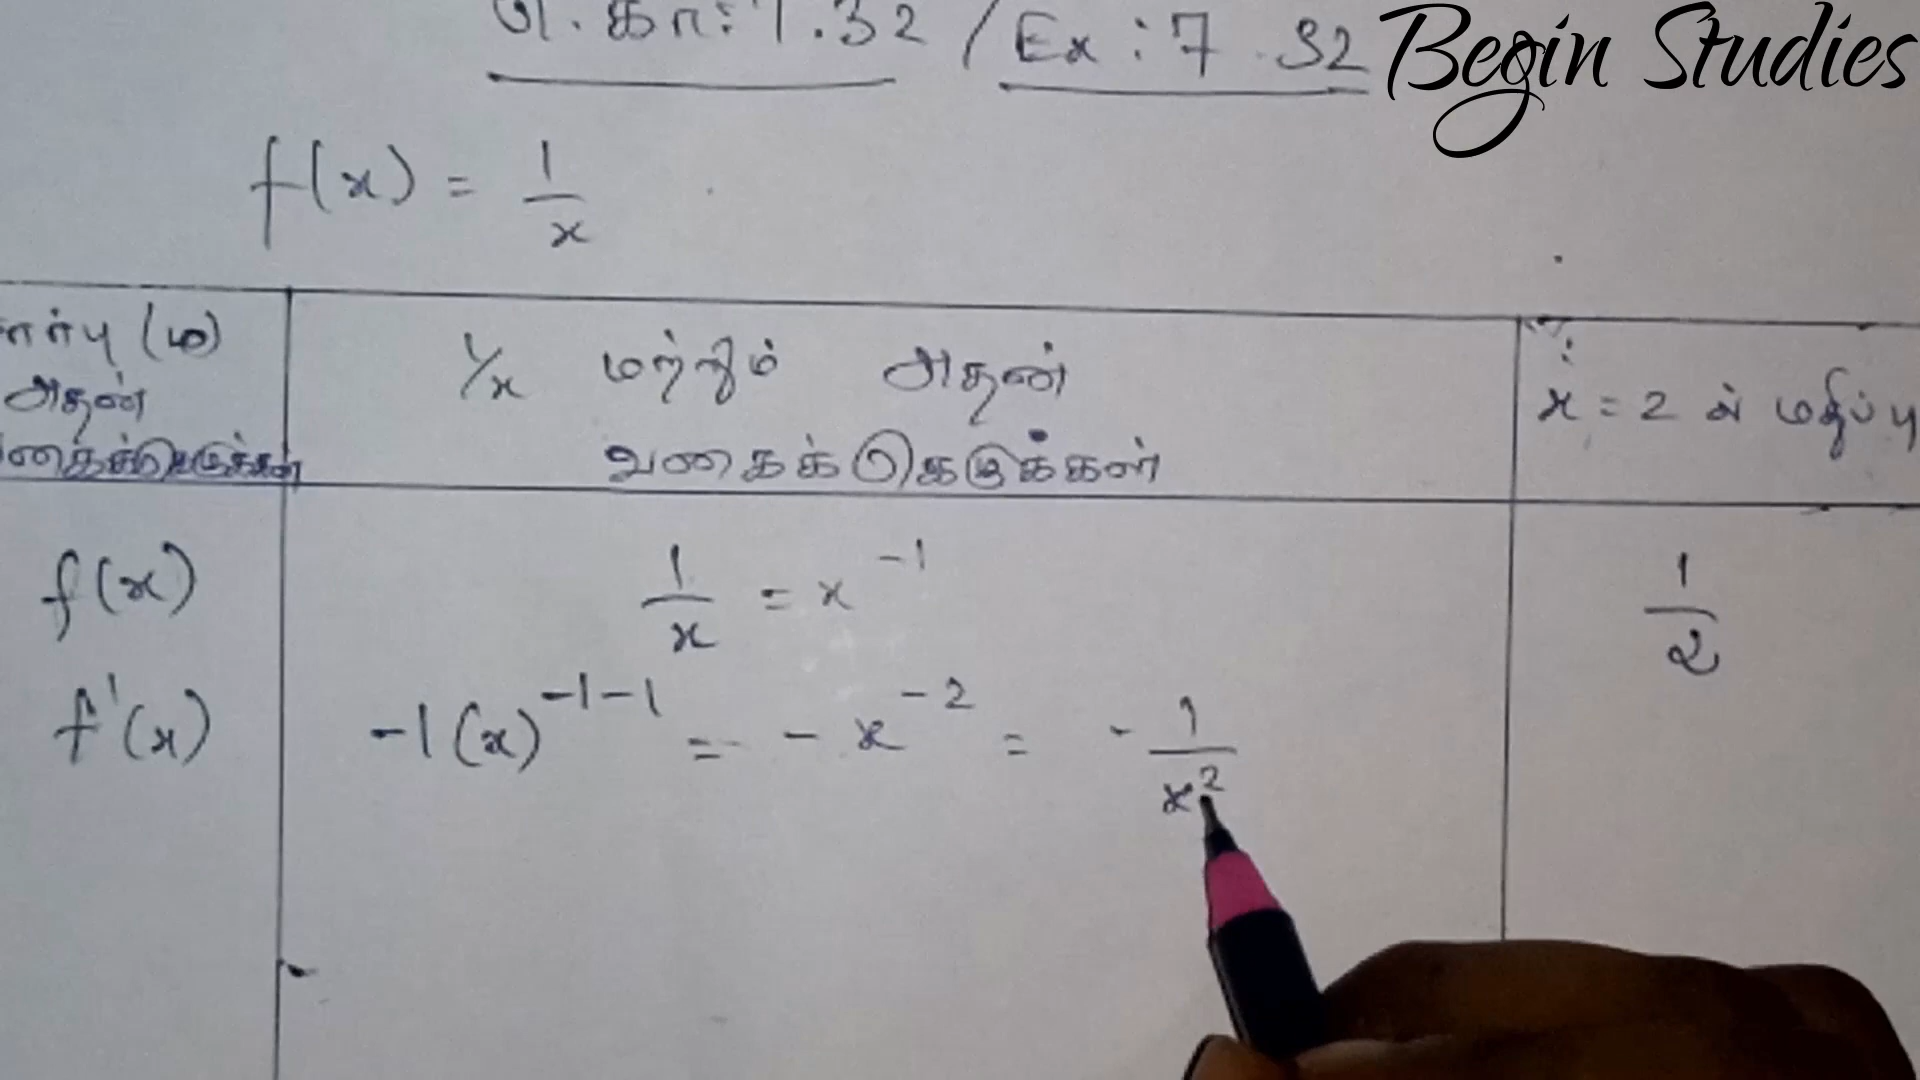 எ.கா: 7.32 / Ex : 7.32
Begin Studies
f(x) = 1/x
(ம)
அதன்
1/x மற்றும் அதன்
வகைக்கெழுக்கள்
x = 2 ல் மதிப்பு
f(x)
1/x = x^-1
1/2
f'(x)
-1(x)^-1-1 = - x^-2 = - 1/x^2